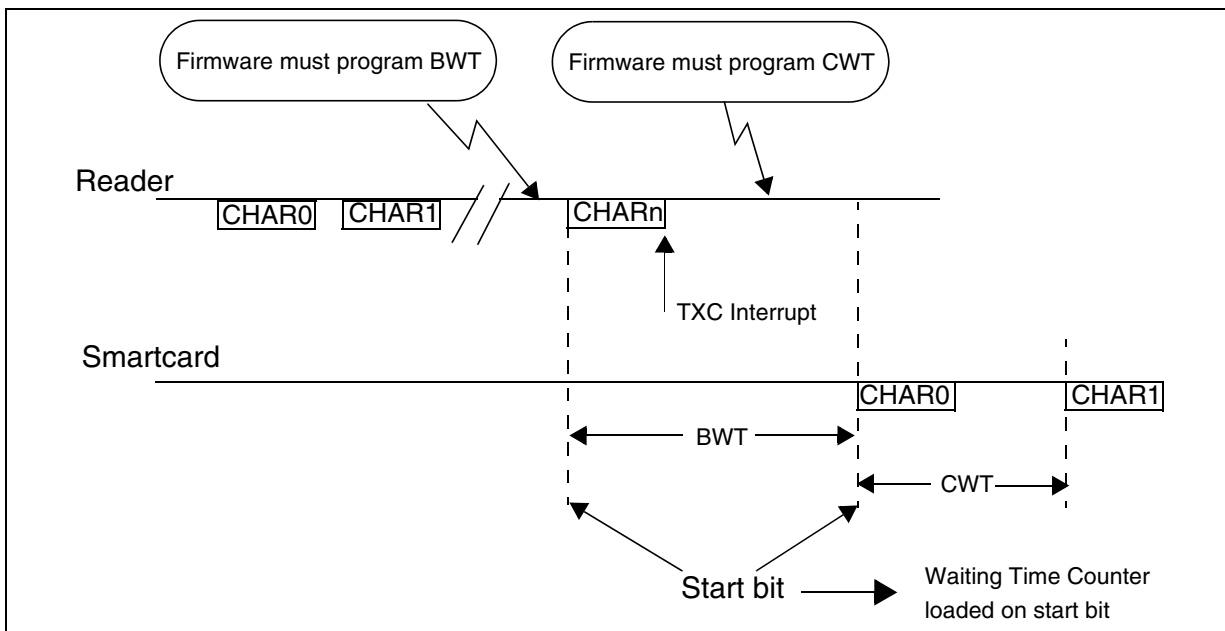 Firmware must program BWT
Firmware must program CWT
Reader
CHAR0
CHAR1
CHARn
TXC Interrupt
Smartcard
CHAR0
CHAR1
BWT
CWT
Start bit
Waiting Time Counter
loaded on start bit